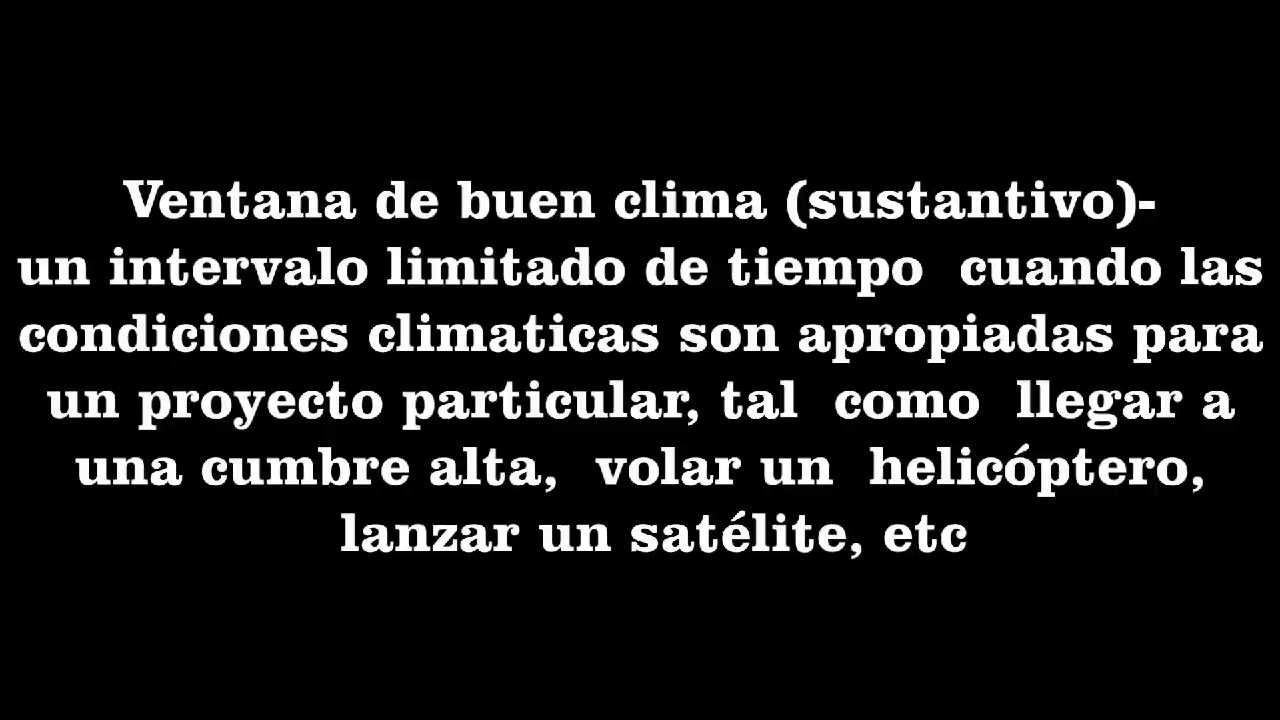 Ventana de buen clima (sustantivo)-
un intervalo limitado de tiempo  cuando las
condiciones climaticas son apropiadas para
un proyecto particular, tal  como  llegar a
una cumbre alta,  volar un  helicóptero,
lanzar un satélite, etc